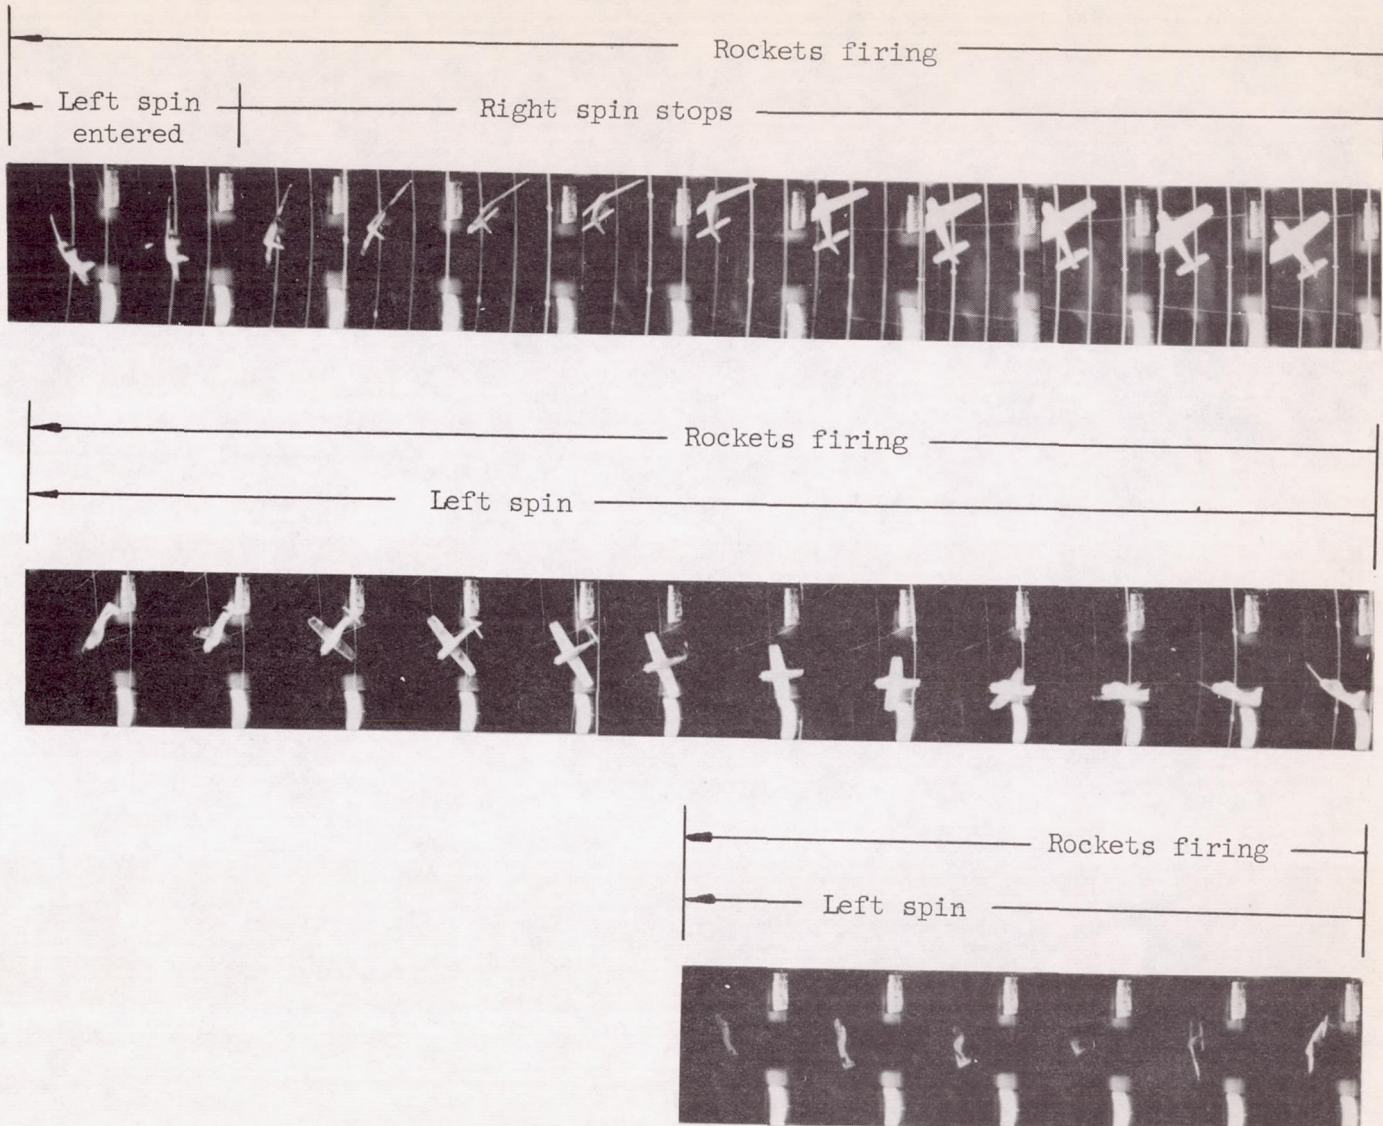 Rockets firing
Left spin
entered
Right spin stops
Rockets firing
Left spin
Rockets firing
Left spin